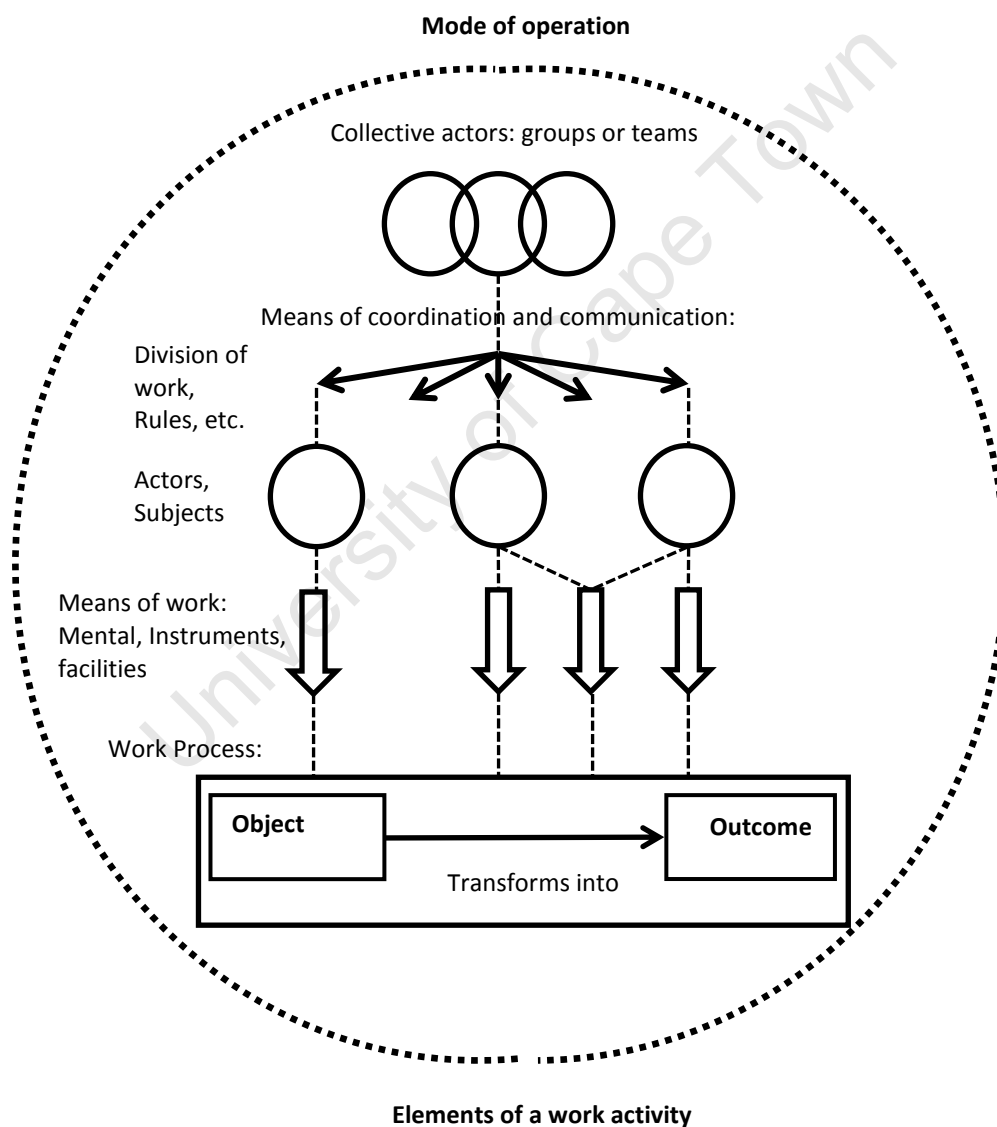 Mode of operation
Collective actors: groups or teams
Means of coordination and communication:
Division of
work,
Rules, etc.
Actors,
Subjects
Means of work:
Mental, Instruments,
facilities
Work Process:
Object
Outcome
Transforms into
Elements of a work activity
University of Cape Town